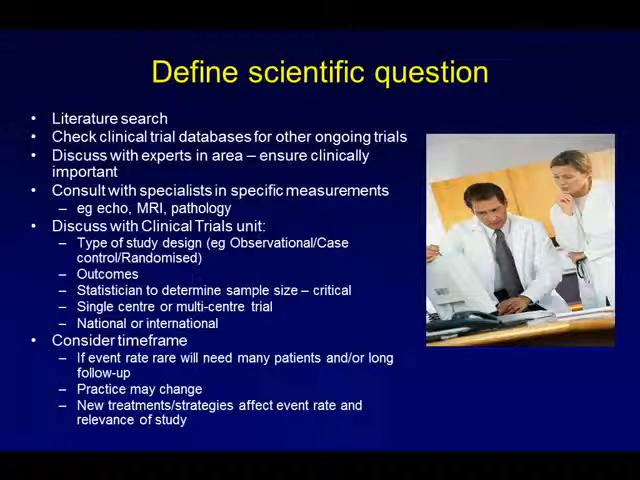 Define scientific question
• Literature search
• Check clinical trial databases for other ongoing trials
• Discuss with experts in area – ensure clinically
important
• Consult with specialists in specific measurements
– eg echo, MRI, pathology
• Discuss with Clinical Trials unit:
– Type of study design (eg Observational/Case
control/Randomised)
– Outcomes
– Statistician to determine sample size – critical
– Single centre or multi-centre trial
– National or international
• Consider timeframe
– If event rate rare will need many patients and/or long
follow-up
– Practice may change
– New treatments/strategies affect event rate and
relevance of study